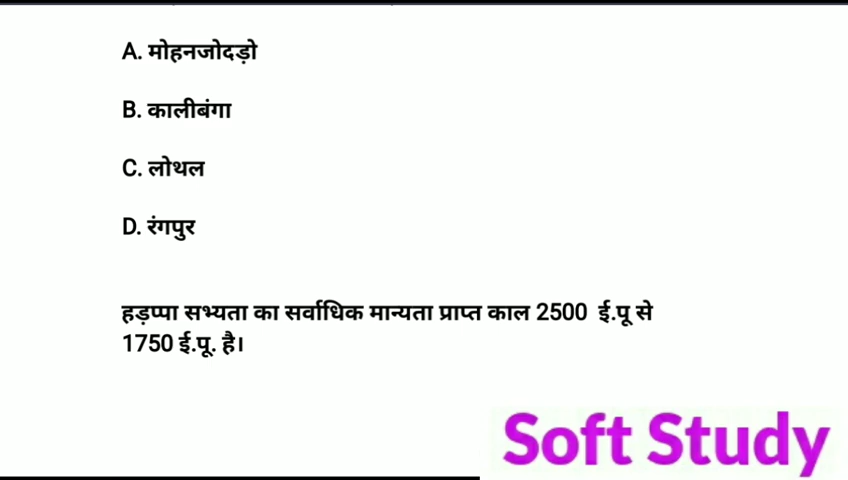 A. मोहनजोदड़ो
B. कालीबंगा
C. लोथल
D. रंगपुर
हड़प्पा सभ्यता का सर्वाधिक मान्यता प्राप्त काल 2500 ई.पू से
1750 ई.पू. है।
Soft Study